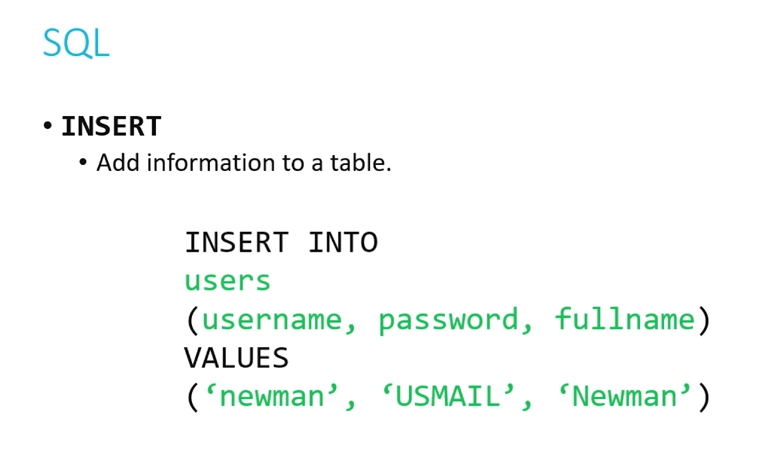 SQL
• INSERT
• Add information to a table.
INSERT INTO
users
(username, password, fullname)
VALUES
(‘newman’, ‘USMAIL’, ‘Newman’)